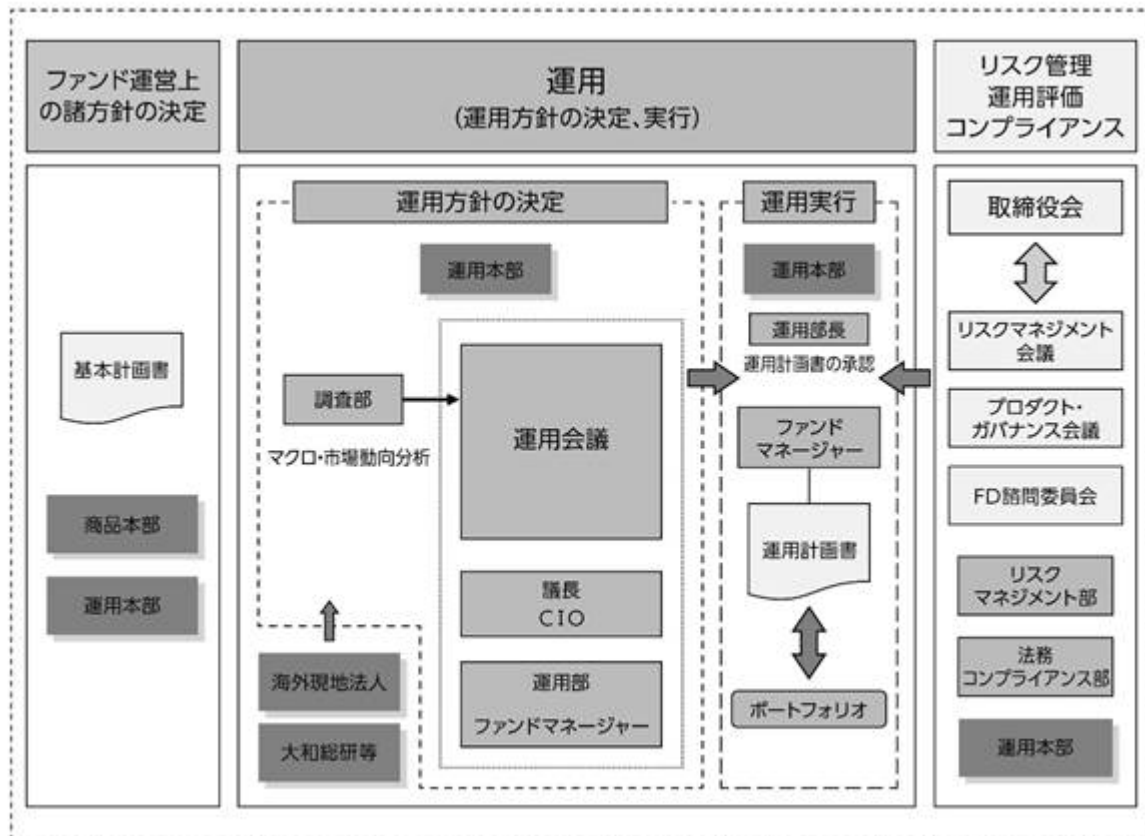 ファンド運営上
の諸方針の決定
運用
(運用方針の決定、実行)
リスク管理
運用評価
コンプライアンス
基本計画書
商品本部
運用本部
運用方針の決定
運用本部
調査部
マクロ・市場動向分析
運用会議
議長
CIO
運用部
ファンドマネージャー
海外現地法人
大和総研等
運用実行
運用本部
運用部長
運用計画書の承認
ファンド
マネージャー
運用計画書
ポートフォリオ
取締役会
リスクマネジメント
会議
プロダクト・
ガバナンス会議
FD諮問委員会
リスク
マネジメント部
法務
コンプライアンス部
運用本部